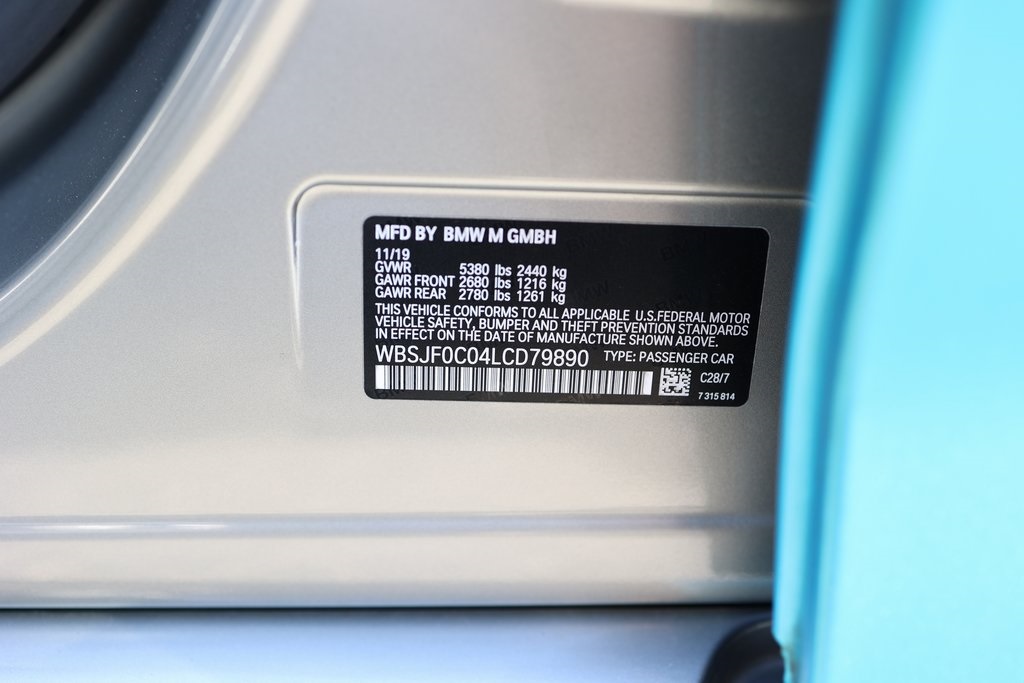 MFD BY BMW M GMBH
11/19
GVWR 5380 lbs 2440 kg
GAWR FRONT 2680 lbs 1216 kg
GAWR REAR 2780 lbs 1261 kg
THIS VEHICLE CONFORMS TO ALL APPLICABLE U.S.FEDERAL MOTOR
VEHICLE SAFETY, BUMPER AND THEFT PREVENTION STANDARDS
IN EFFECT ON THE DATE OF MANUFACTURE SHOWN ABOVE.
WBSJF0C04LCD79890 TYPE: PASSENGER CAR
C28/7
7 315 814